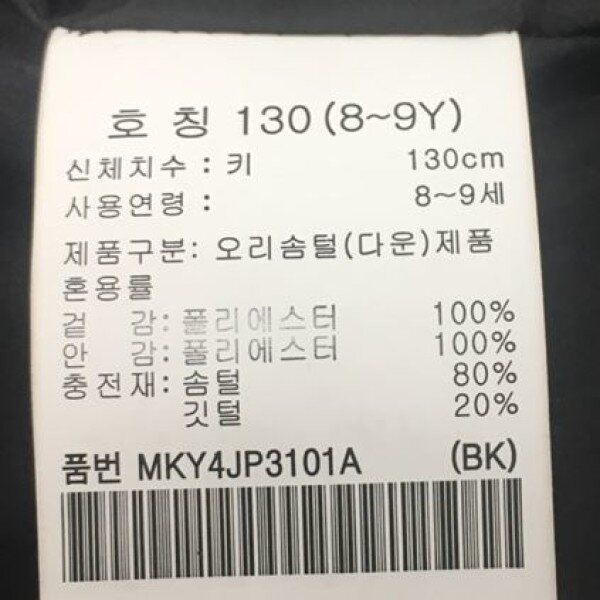 호 칭 130 (8~9Y)
신체치수 : 키 130cm
사용연령 : 8~9세
제품구분: 오리솜털(다운)제품
혼용률
겉 감: 폴리에스터 100%
안 감: 폴리에스터 100%
충전재: 솜털 80%
깃털 20%
품번 MKY4JP3101A (BK)